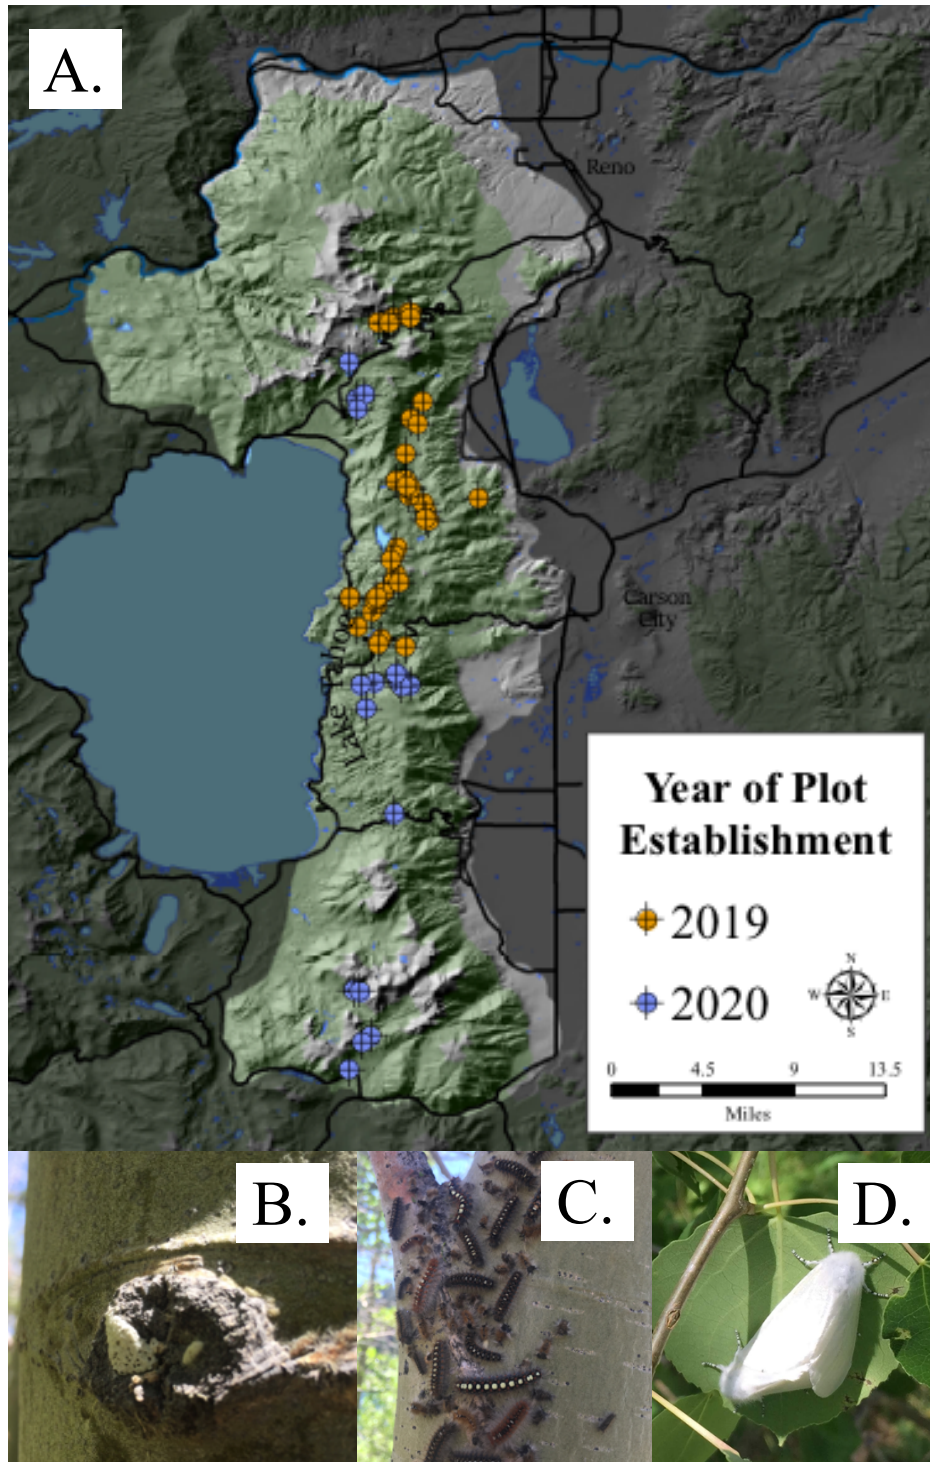 A.
Reno
Carson
City
Lake Tahoe
Year of Plot
Establishment
2019
2020
N
W
E
S
0 4.5 9 13.5
Miles
B.
C.
D.